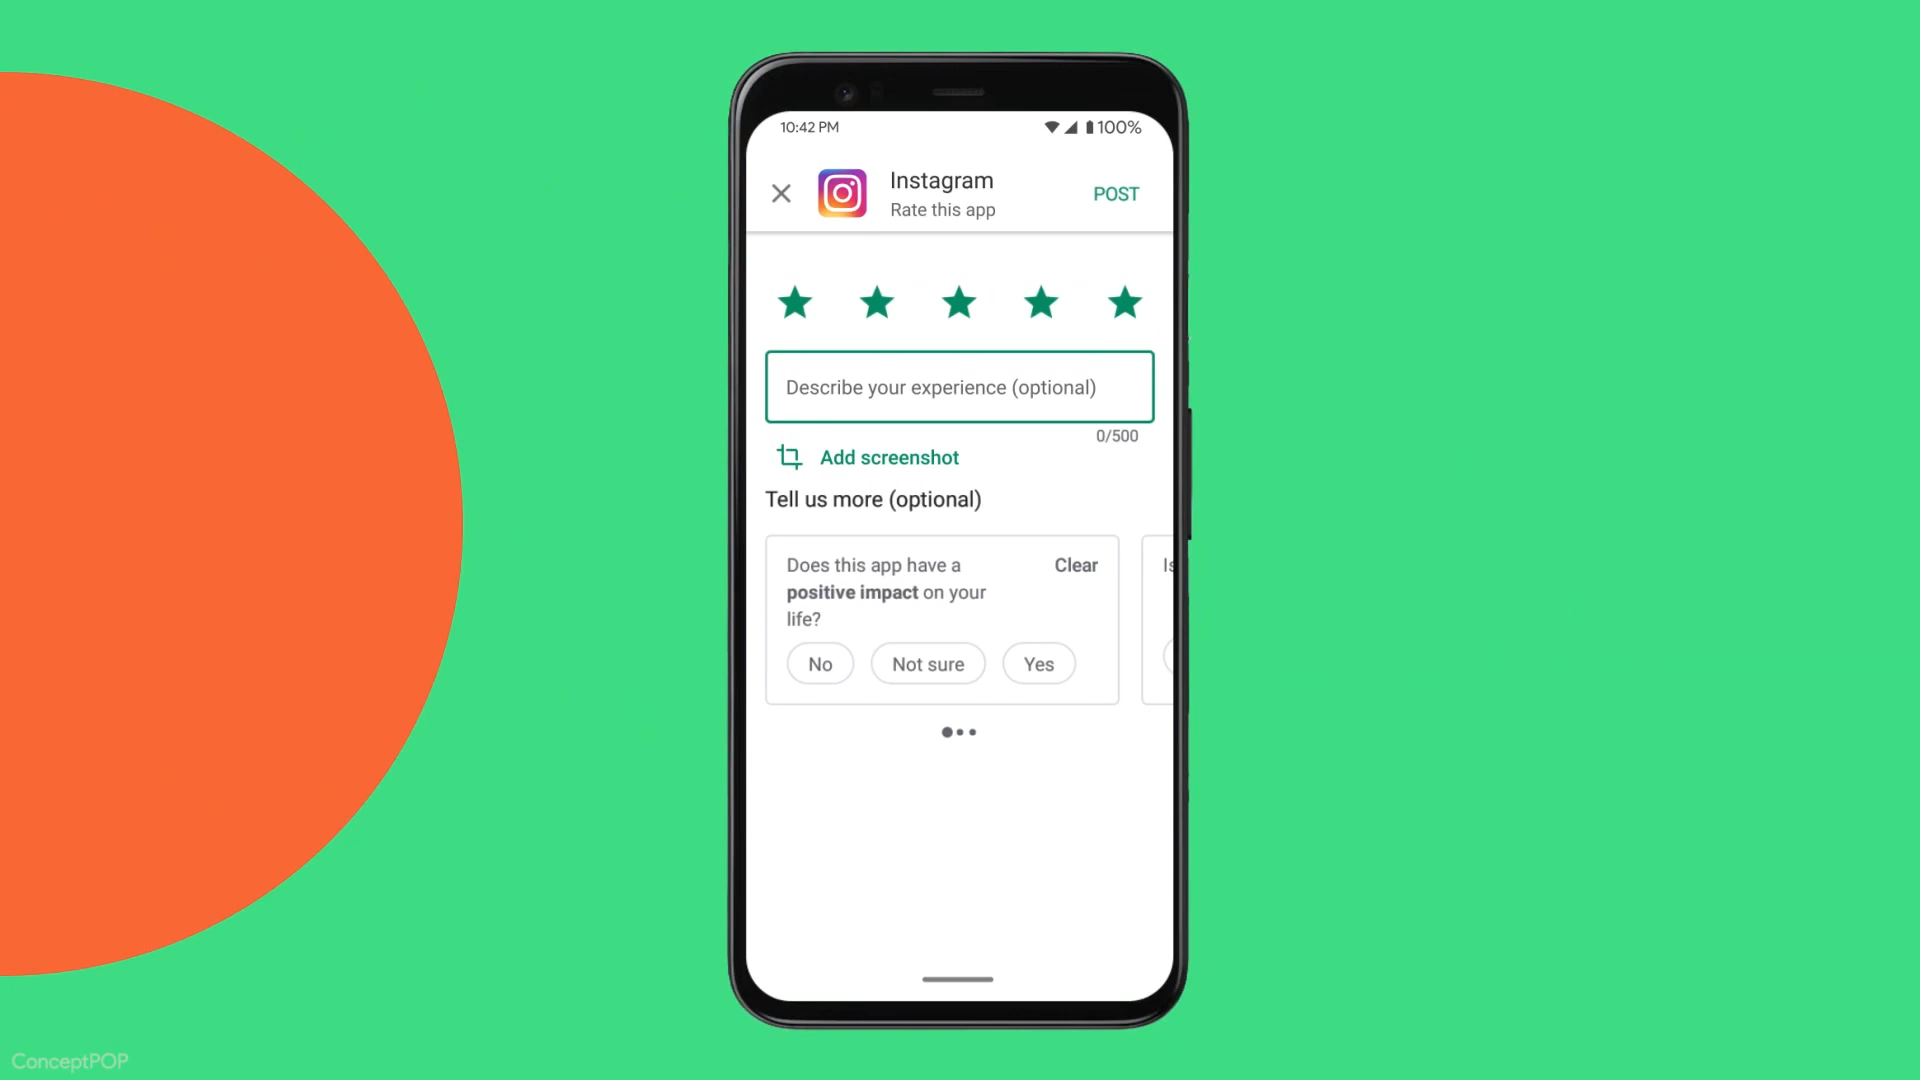 10:42 PM 100%
Instagram
Rate this app
POST
Describe your experience (optional)
0/500
Add screenshot
Tell us more (optional)
Does this app have a
positive impact on your
life?
Clear
No Not sure Yes
Is
ConceptPOP